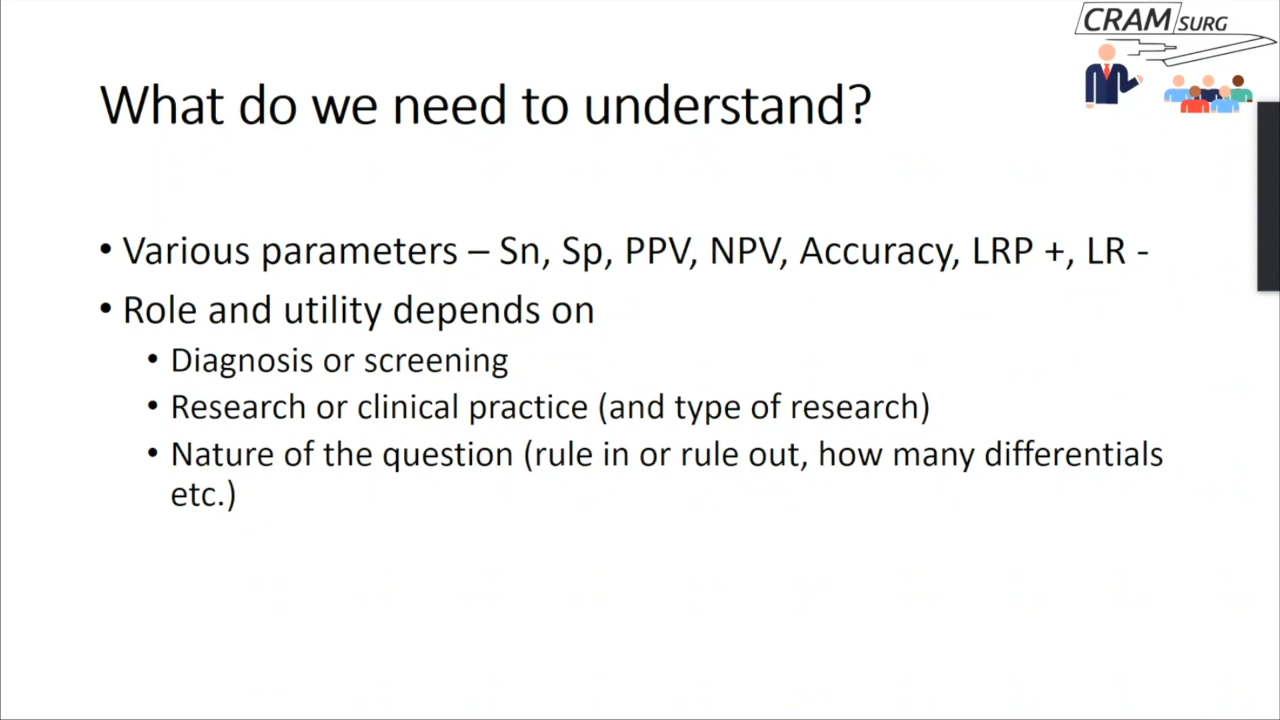 CRAM SURG
What do we need to understand?
• Various parameters – Sn, Sp, PPV, NPV, Accuracy, LRP +, LR -
• Role and utility depends on
• Diagnosis or screening
• Research or clinical practice (and type of research)
• Nature of the question (rule in or rule out, how many differentials
etc.)